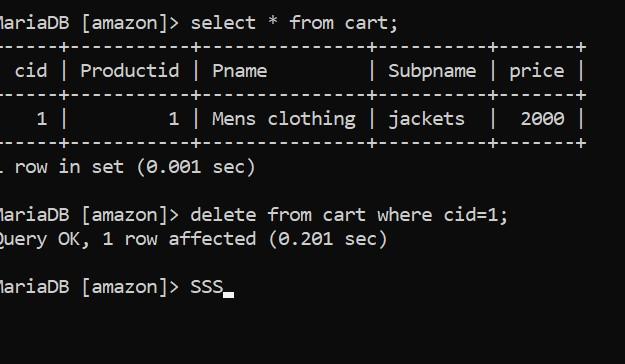 MariaDB [amazon]> select * from cart;
-----+-----------+---------------+----------+-------+
cid | Productid | Pname | Subpname | price |
-----+-----------+---------------+----------+-------+
1 | 1 | Mens clothing | jackets | 2000 |
-----+-----------+---------------+----------+-------+
1 row in set (0.001 sec)
MariaDB [amazon]> delete from cart where cid=1;
Query OK, 1 row affected (0.201 sec)
MariaDB [amazon]> SSS